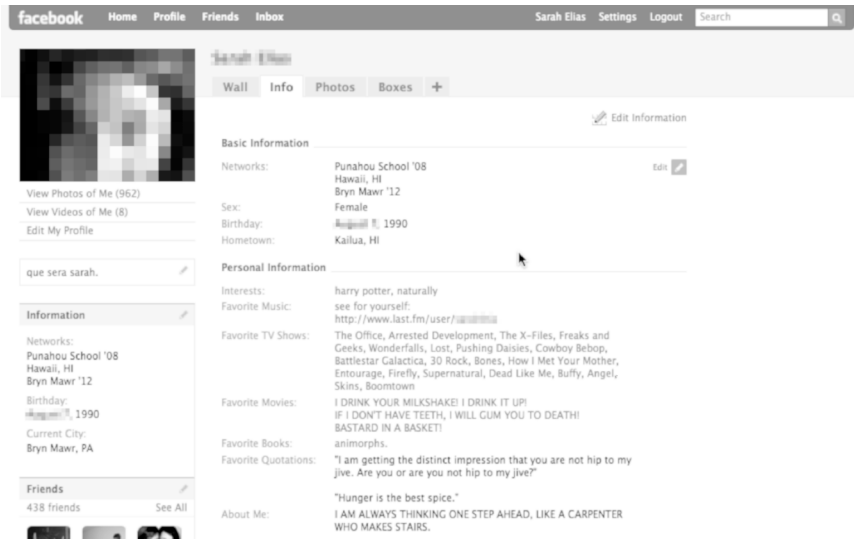 facebook Home Profile Friends Inbox Sarah Elias Settings Logout Search
Wall Info Photos Boxes +
Edit Information
View Photos of Me (962)
View Videos of Me (8)
Edit My Profile
que sera sarah.
Information
Networks:
Punahou School '08
Hawaii, HI
Bryn Mawr '12
Birthday:
, 1990
Current City:
Bryn Mawr, PA
Friends
438 friends See All
Basic Information
Networks: Punahou School '08 Edit
Hawaii, HI
Bryn Mawr '12
Sex: Female
Birthday: , 1990
Hometown: Kailua, HI
Personal Information
Interests: harry potter, naturally
Favorite Music: see for yourself:
http://www.last.fm/user/
Favorite TV Shows: The Office, Arrested Development, The X-Files, Freaks and
Geeks, Wonderfalls, Lost, Pushing Daisies, Cowboy Bebop,
Battlestar Galactica, 30 Rock, Bones, How I Met Your Mother,
Entourage, Firefly, Supernatural, Dead Like Me, Buffy, Angel,
Skins, Boomtown
Favorite Movies: I DRINK YOUR MILKSHAKE! I DRINK IT UP!
IF I DON'T HAVE TEETH, I WILL GUM YOU TO DEATH!
BASTARD IN A BASKET!
Favorite Books: animorphs.
Favorite Quotations: "I am getting the distinct impression that you are not hip to my
jive. Are you or are you not hip to my jive?"
"Hunger is the best spice."
About Me: I AM ALWAYS THINKING ONE STEP AHEAD, LIKE A CARPENTER
WHO MAKES STAIRS.